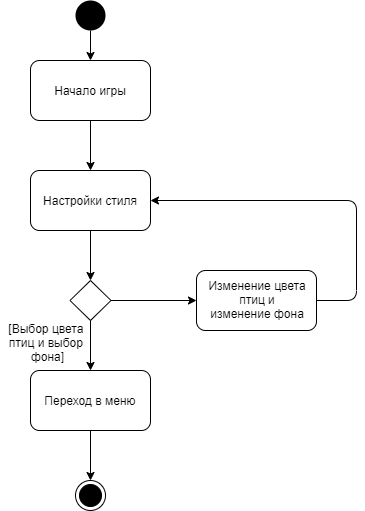 Начало игры
Настройки стиля
Изменение цвета
птиц и
изменение фона
[Выбор цвета
птиц и выбор
фона]
Переход в меню